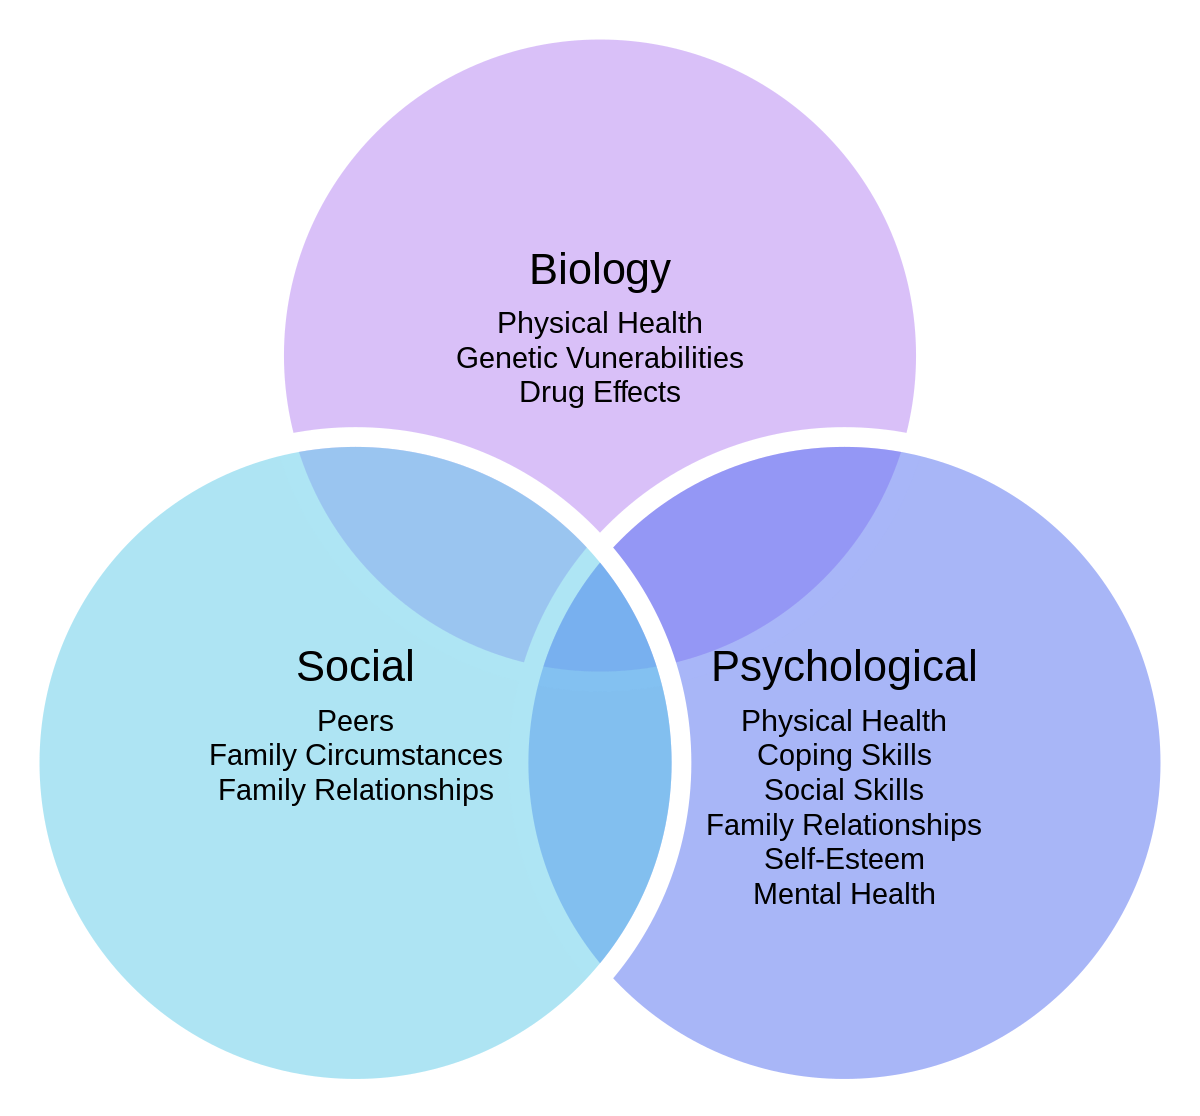 Biology
Physical Health
Genetic Vunerabilities
Drug Effects
Social
Peers
Family Circumstances
Family Relationships
Psychological
Physical Health
Coping Skills
Social Skills
Family Relationships
Self-Esteem
Mental Health